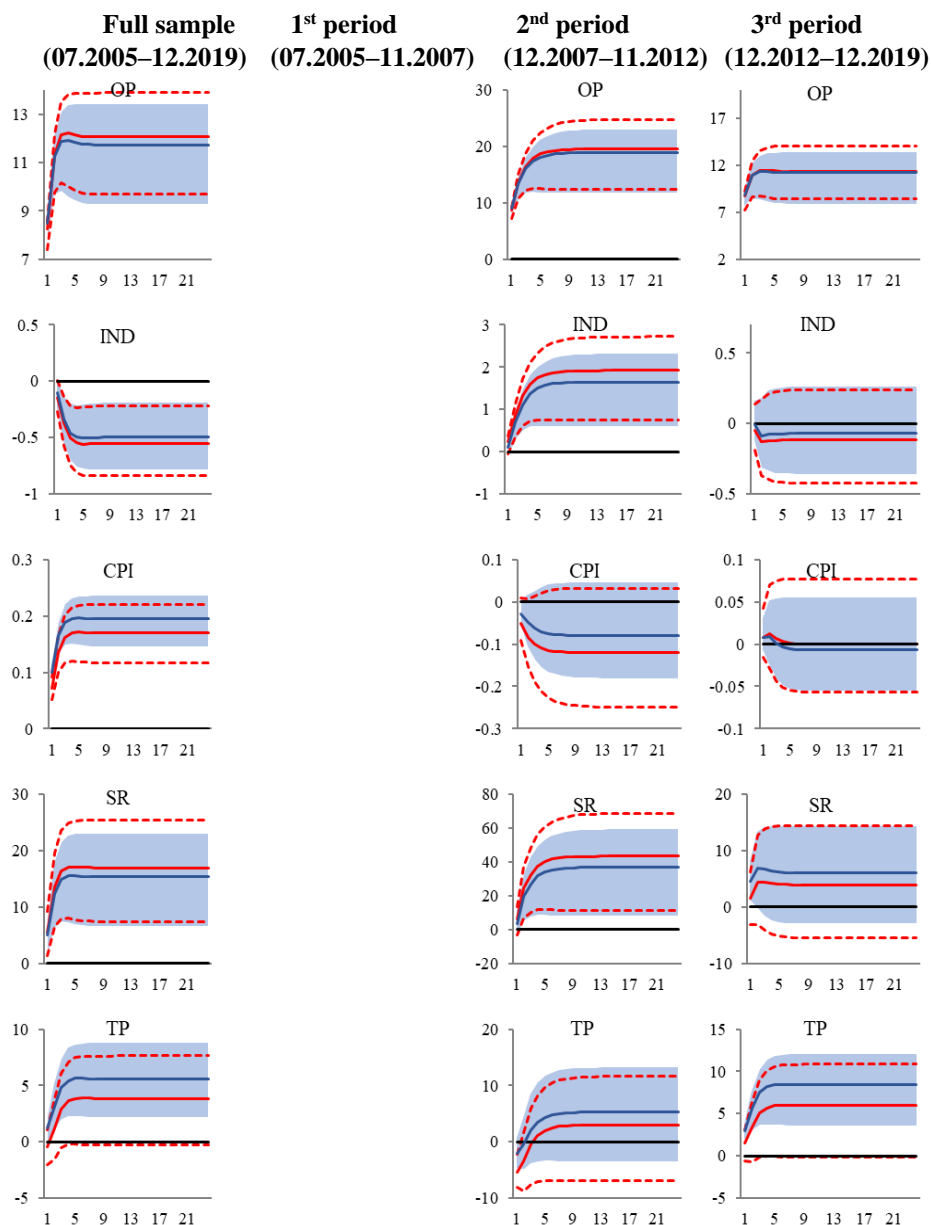 Full sample 1st period 2nd period 3rd period
(07.2005–12.2019) (07.2005–11.2007) (12.2007–11.2012) (12.2012–12.2019)
OP
13
11
9
7
1 5 9 13 17 21
OP
30
20
10
0
1 5 9 13 17 21
OP
17
12
7
2
1 5 9 13 17 21
IND
0.5
0
-0.5
-1
1 5 9 13 17 21
IND
3
2
1
0
-1
1 5 9 13 17 21
IND
0.5
0
-0.5
1 5 9 13 17 21
CPI
0.3
0.2
0.1
0
1 5 9 13 17 21
CPI
0.1
0
-0.1
-0.2
-0.3
1 5 9 13 17 21
CPI
0.1
0.05
0
-0.05
-0.1
1 5 9 13 17 21
SR
30
20
10
0
1 5 9 13 17 21
SR
80
60
40
20
0
-20
1 5 9 13 17 21
SR
20
10
0
-10
1 5 9 13 17 21
TP
10
5
0
-5
1 5 9 13 17 21
TP
20
10
0
-10
1 5 9 13 17 21
TP
15
10
5
0
-5
1 5 9 13 17 21